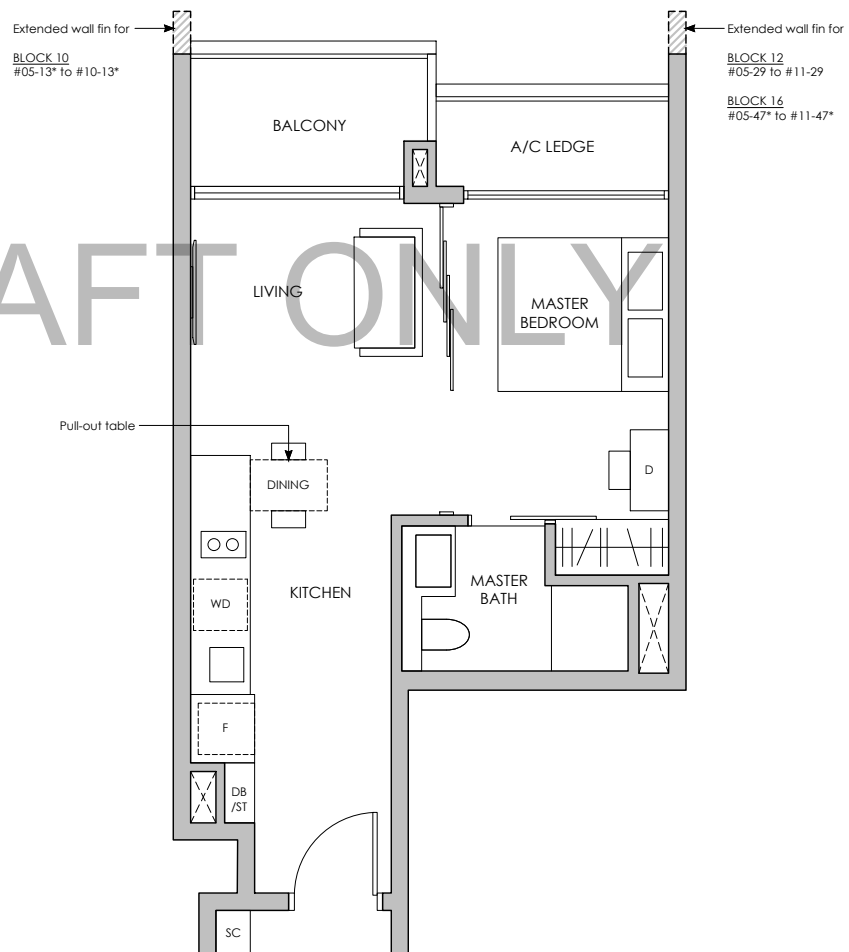 Extended wall fin for
BLOCK 10
#05-13* to #10-13*
Extended wall fin for
BLOCK 12
#05-29 to #11-29
BLOCK 16
#05-47* to #11-47*
BALCONY
A/C LEDGE
AFT ONLY
LIVING
MASTER
BEDROOM
Pull-out table
DINING
D
KITCHEN
MASTER
BATH
WD
F
DB
/ST
SC